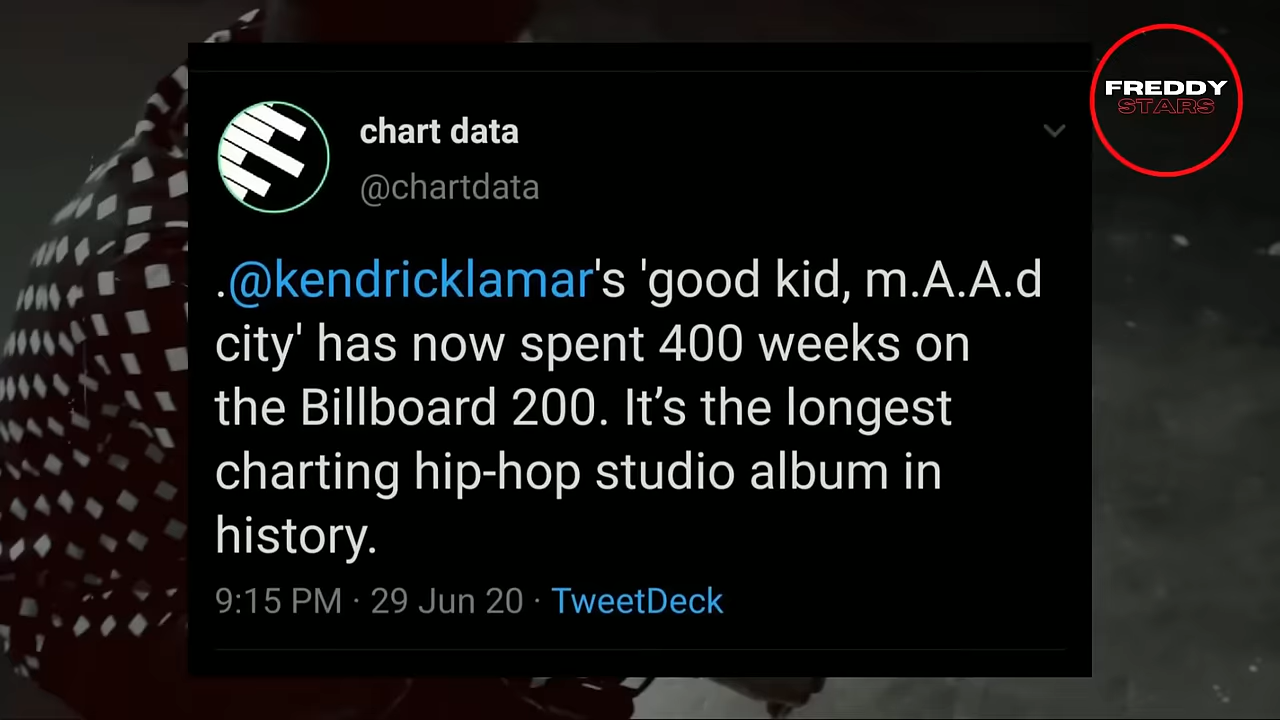 FREDDY
STARS
chart data
@chartdata
.@kendricklamar's 'good kid, m.A.A.d
city' has now spent 400 weeks on
the Billboard 200. It’s the longest
charting hip-hop studio album in
history.
9:15 PM · 29 Jun 20 · TweetDeck